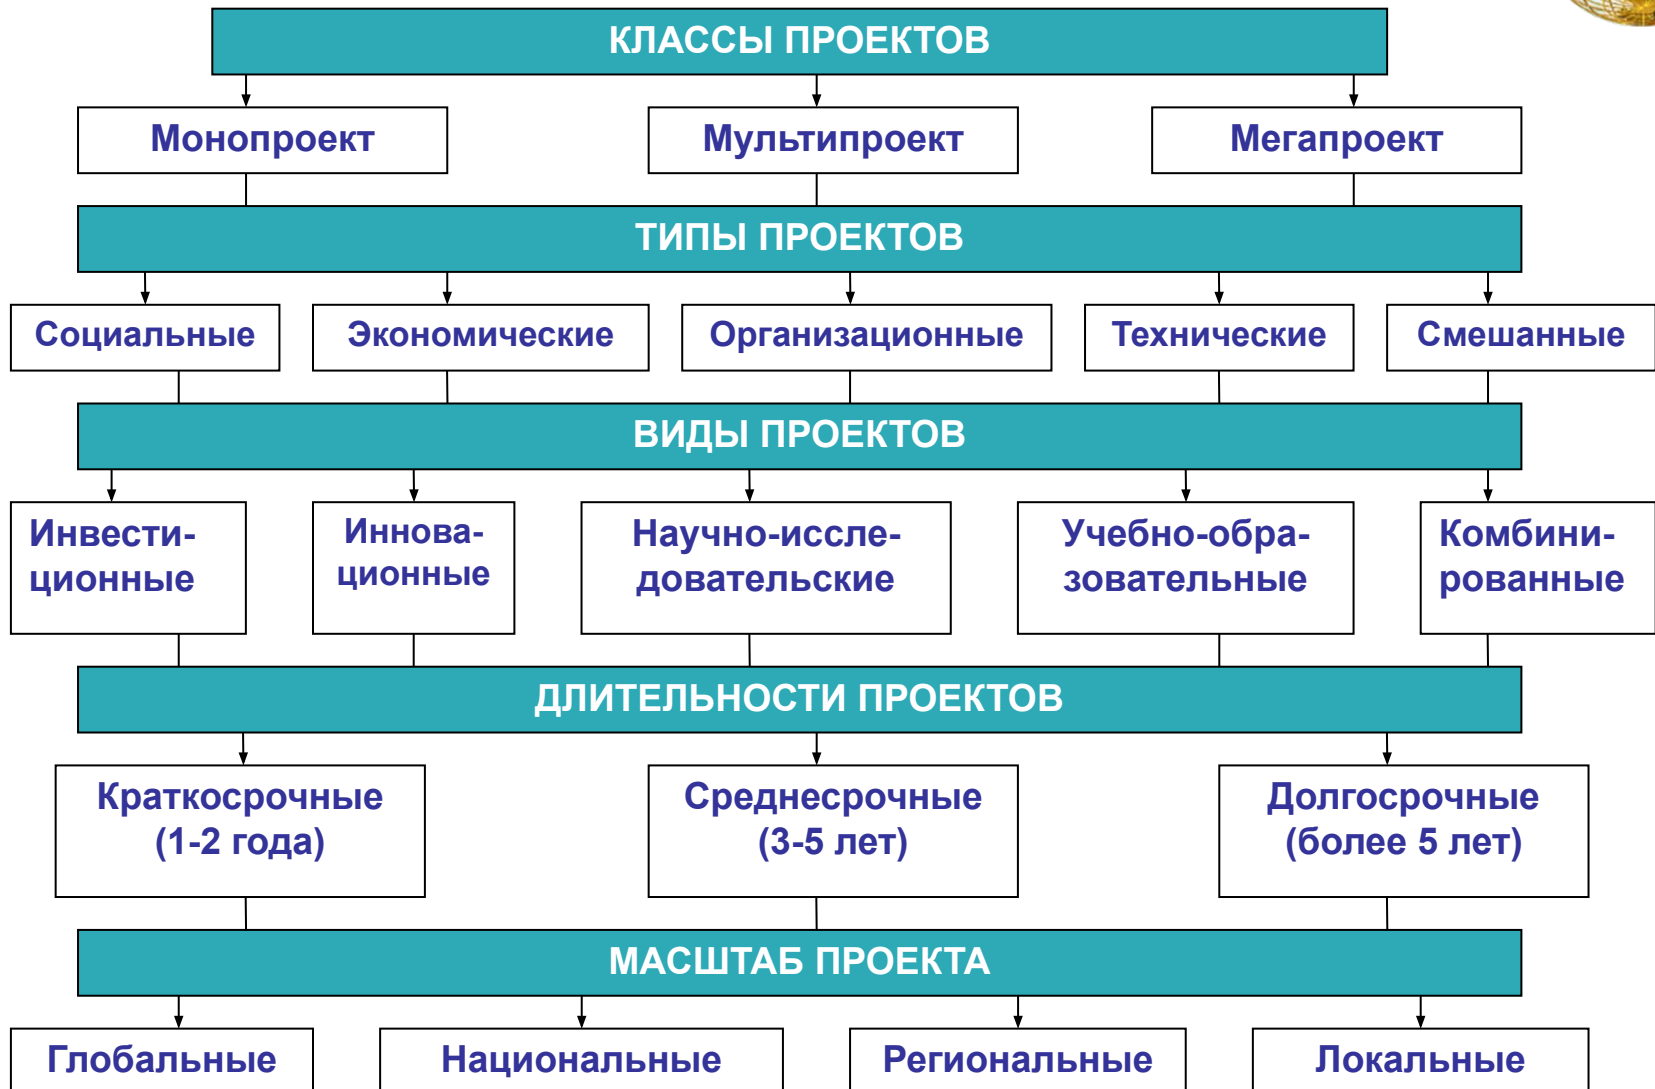 КЛАССЫ ПРОЕКТОВ
Монопроект
Мультипроект
Мегапроект
ТИПЫ ПРОЕКТОВ
Социальные
Экономические
Организационные
Технические
Смешанные
ВИДЫ ПРОЕКТОВ
Инвести-
ционные
Иннова-
ционные
Научно-иссле-
довательские
Учебно-обра-
зовательные
Комбини-
рованные
ДЛИТЕЛЬНОСТИ ПРОЕКТОВ
Краткосрочные
(1-2 года)
Среднесрочные
(3-5 лет)
Долгосрочные
(более 5 лет)
МАСШТАБ ПРОЕКТА
Глобальные
Национальные
Региональные
Локальные